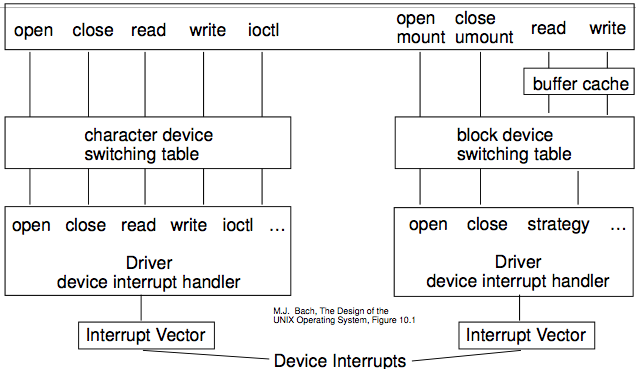 open close read write ioctl
open close read write
mount umount
buffer cache
character device
switching table
block device
switching table
open close read write ioctl ...
Driver
device interrupt handler
open close strategy ...
Driver
device interrupt handler
M.J. Bach, The Design of the
UNIX Operating System, Figure 10.1
Interrupt Vector
Interrupt Vector
Device Interrupts